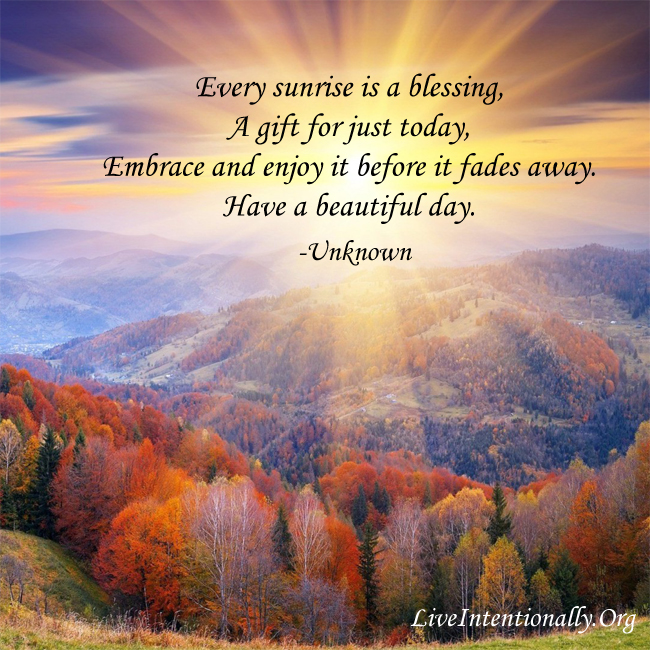 Every sunrise is a blessing,
A gift for just today,
Embrace and enjoy it before it fades away.
Have a beautiful day.
-Unknown
LiveIntentionally.Org